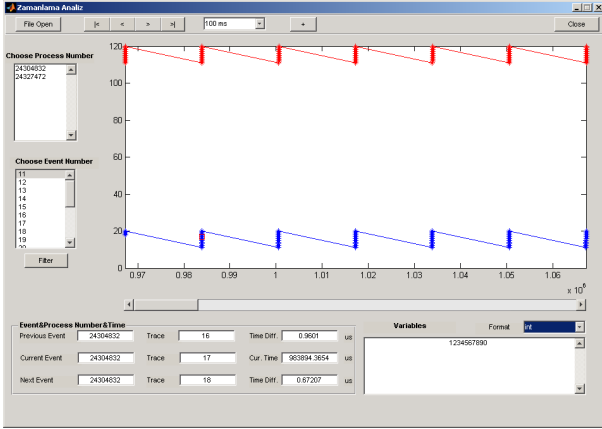 Zamanlama Analiz
File Open |< < > >| 100 ms + Close
Choose Process Number
24304832
24327472
Choose Event Number
11
12
13
14
15
16
17
18
19
20
Filter
120
100
80
60
40
20
0
0.97 0.98 0.99 1 1.01 1.02 1.03 1.04 1.05 1.06
x 10^6
Event&Process Number&Time
Previous Event 24304832 Trace 16 Time Diff. 0.9601 us
Current Event 24304832 Trace 17 Cur. Time 983894.3654 us
Next Event 24304832 Trace 18 Time Diff. 0.67207 us
Variables Format int
1234567890